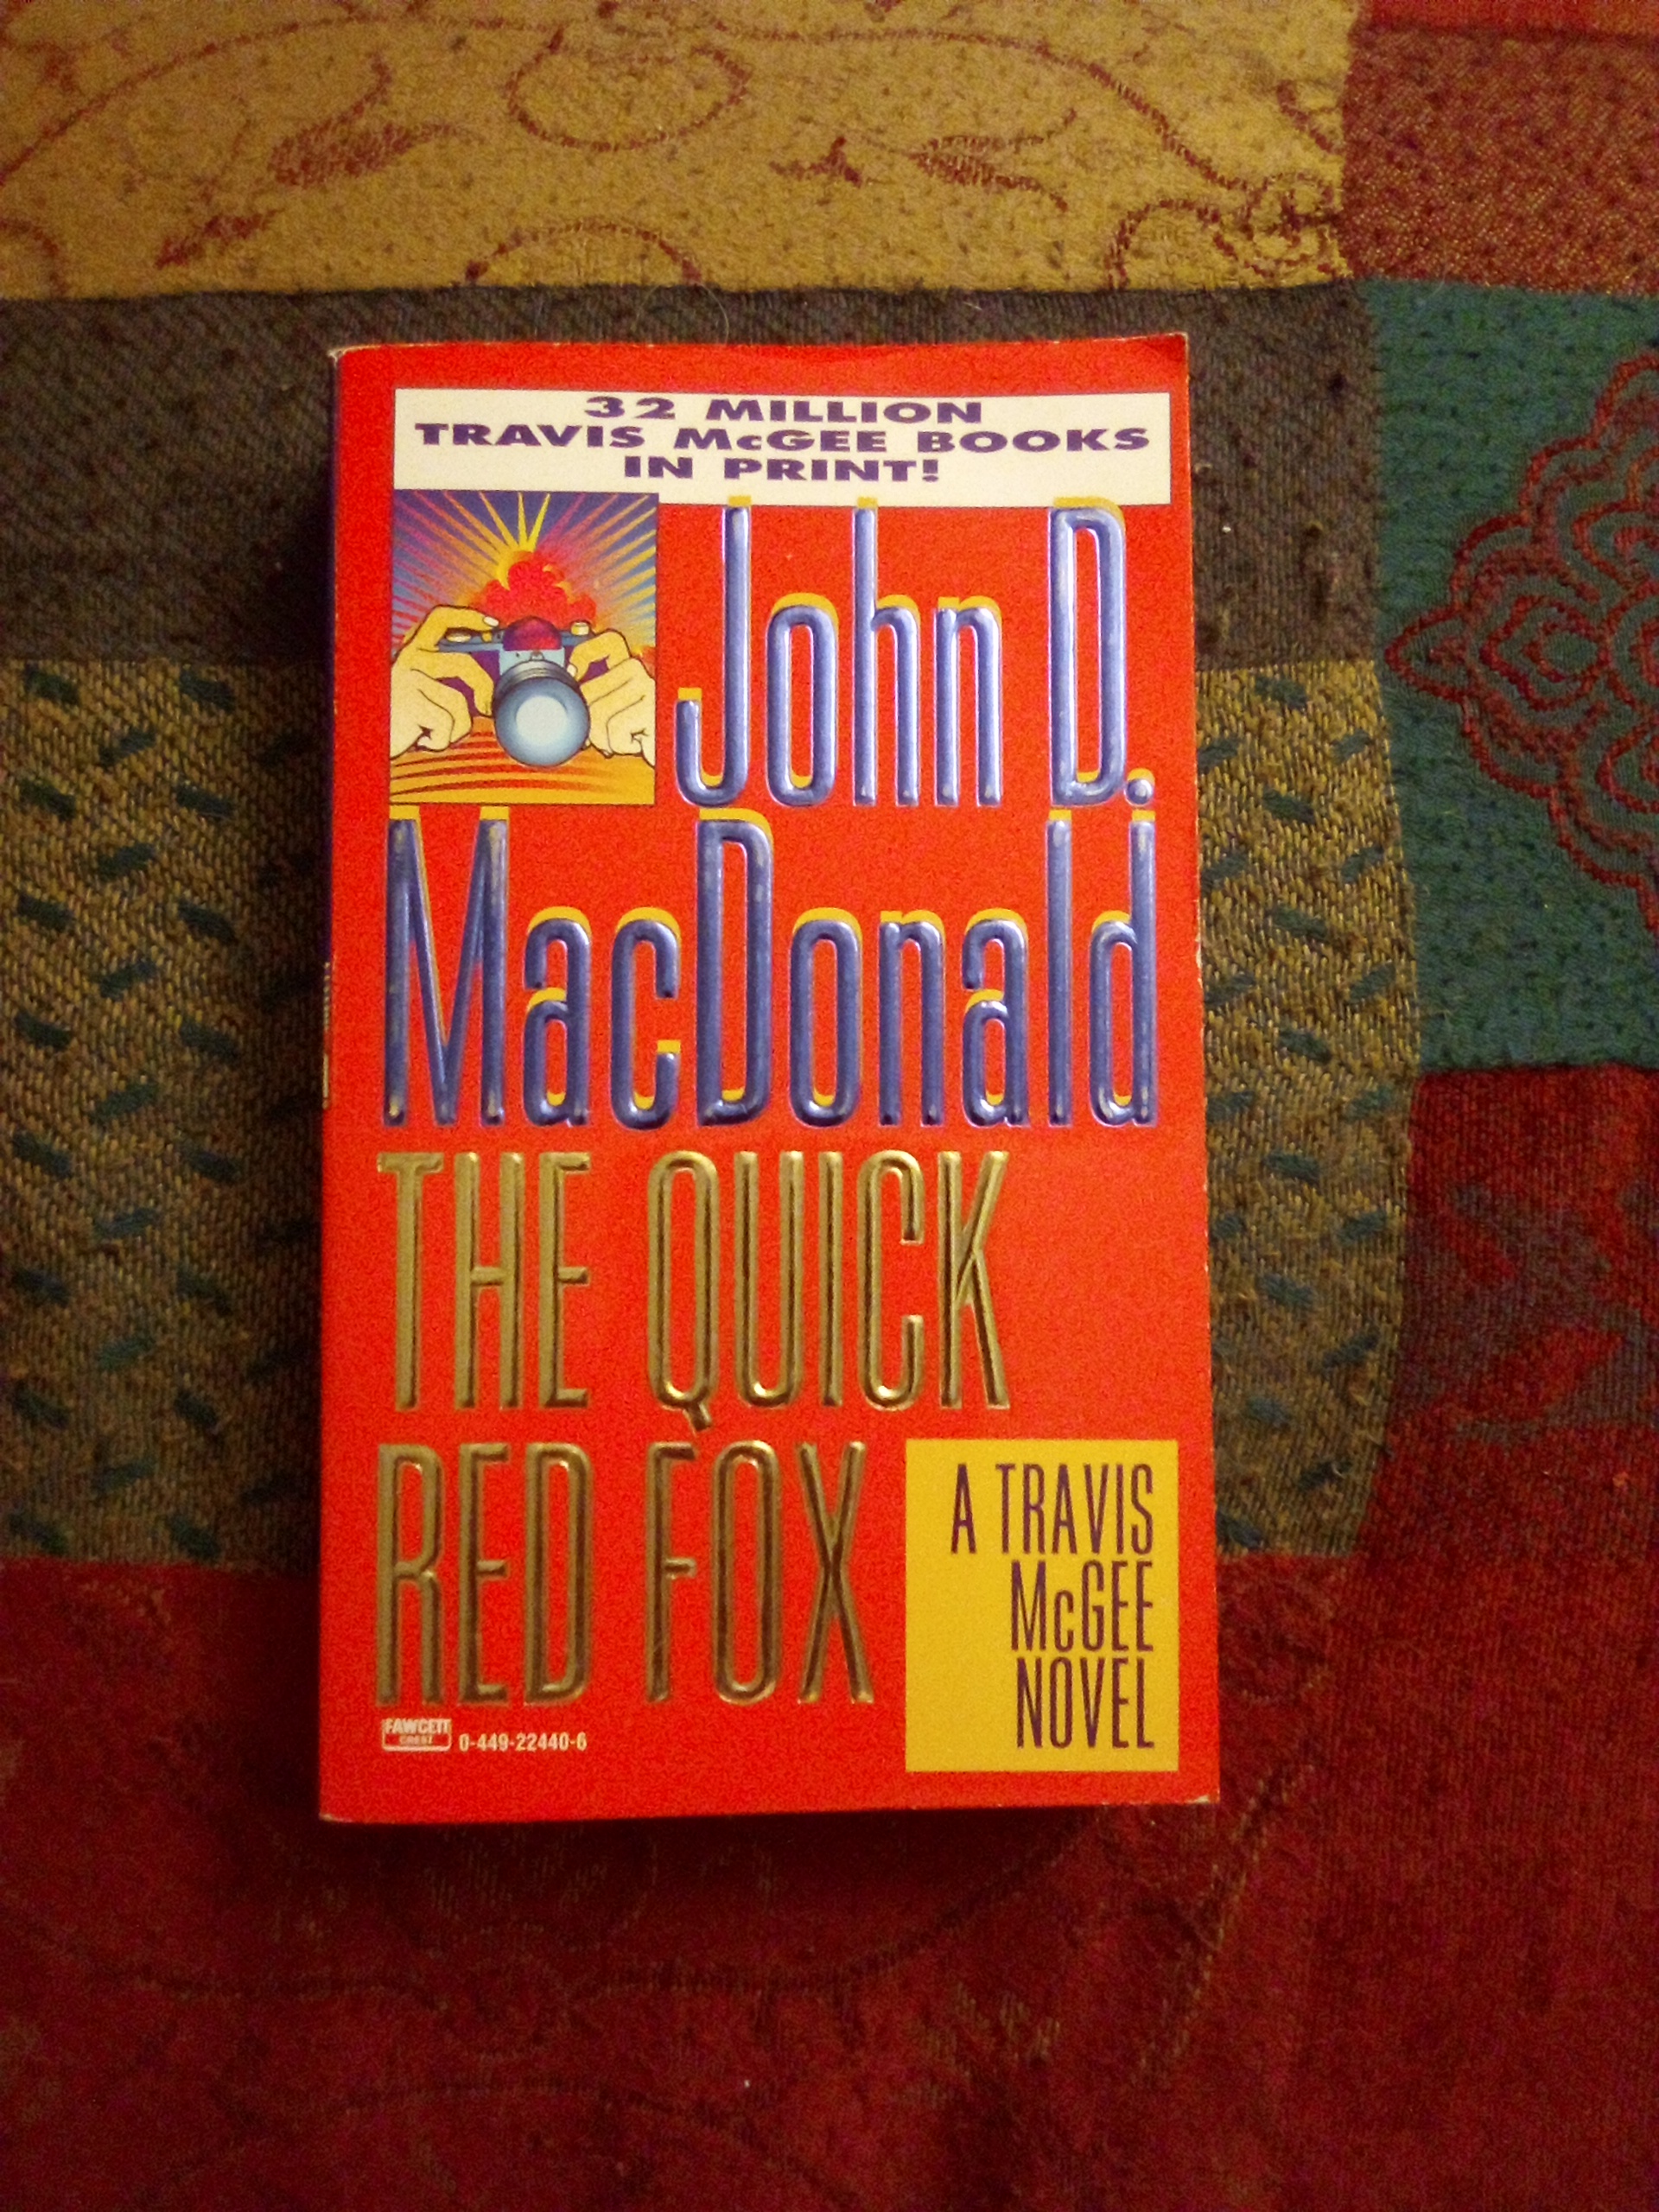 32 MILLION
TRAVIS McGEE BOOKS
IN PRINT!
John D.
MacDonald
THE QUICK
RED FOX
A TRAVIS
McGEE
NOVEL
FAWCETT
CREST
0-449-22440-6